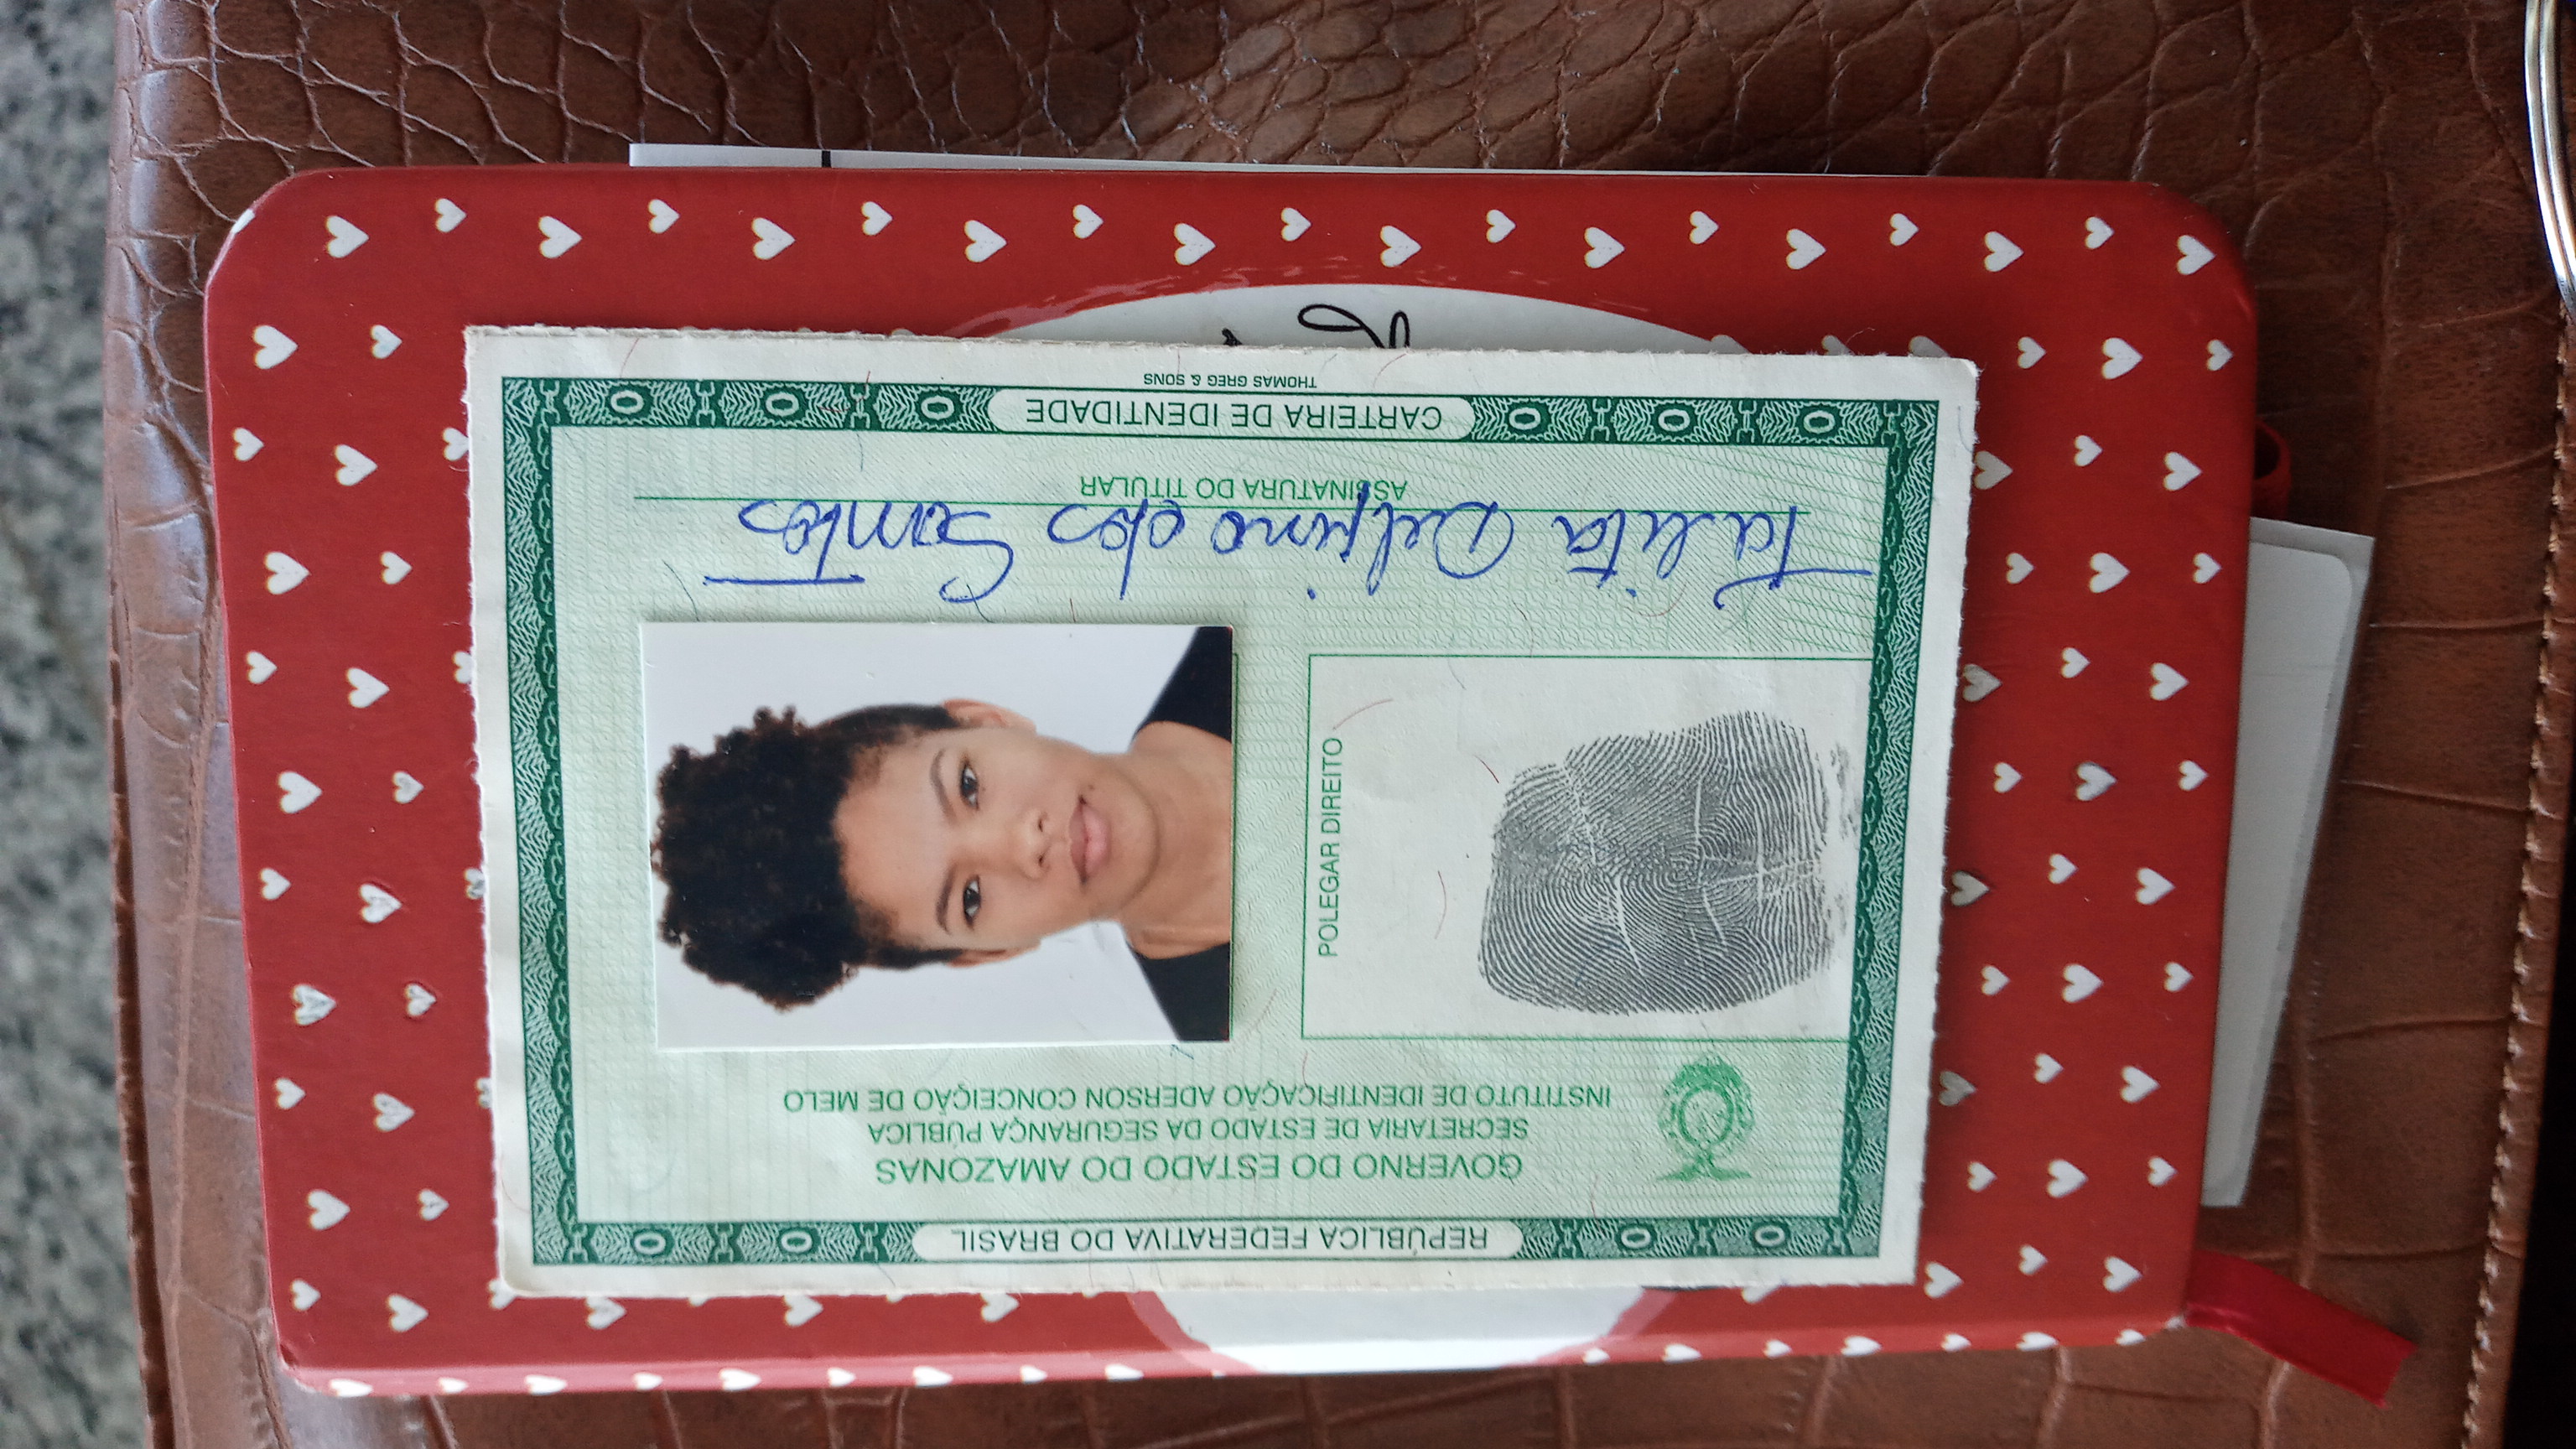 REPÚBLICA FEDERATIVA DO BRASIL
GOVERNO DO ESTADO DO AMAZONAS
SECRETARIA DE ESTADO DA SEGURANÇA PÚBLICA
INSTITUTO DE IDENTIFICAÇÃO ADERSON CONCEIÇÃO DE MELO
POLEGAR DIREITO
Talita Delfino dos Santos
ASSINATURA DO TITULAR
CARTEIRA DE IDENTIDADE
THOMAS GREG & SONS